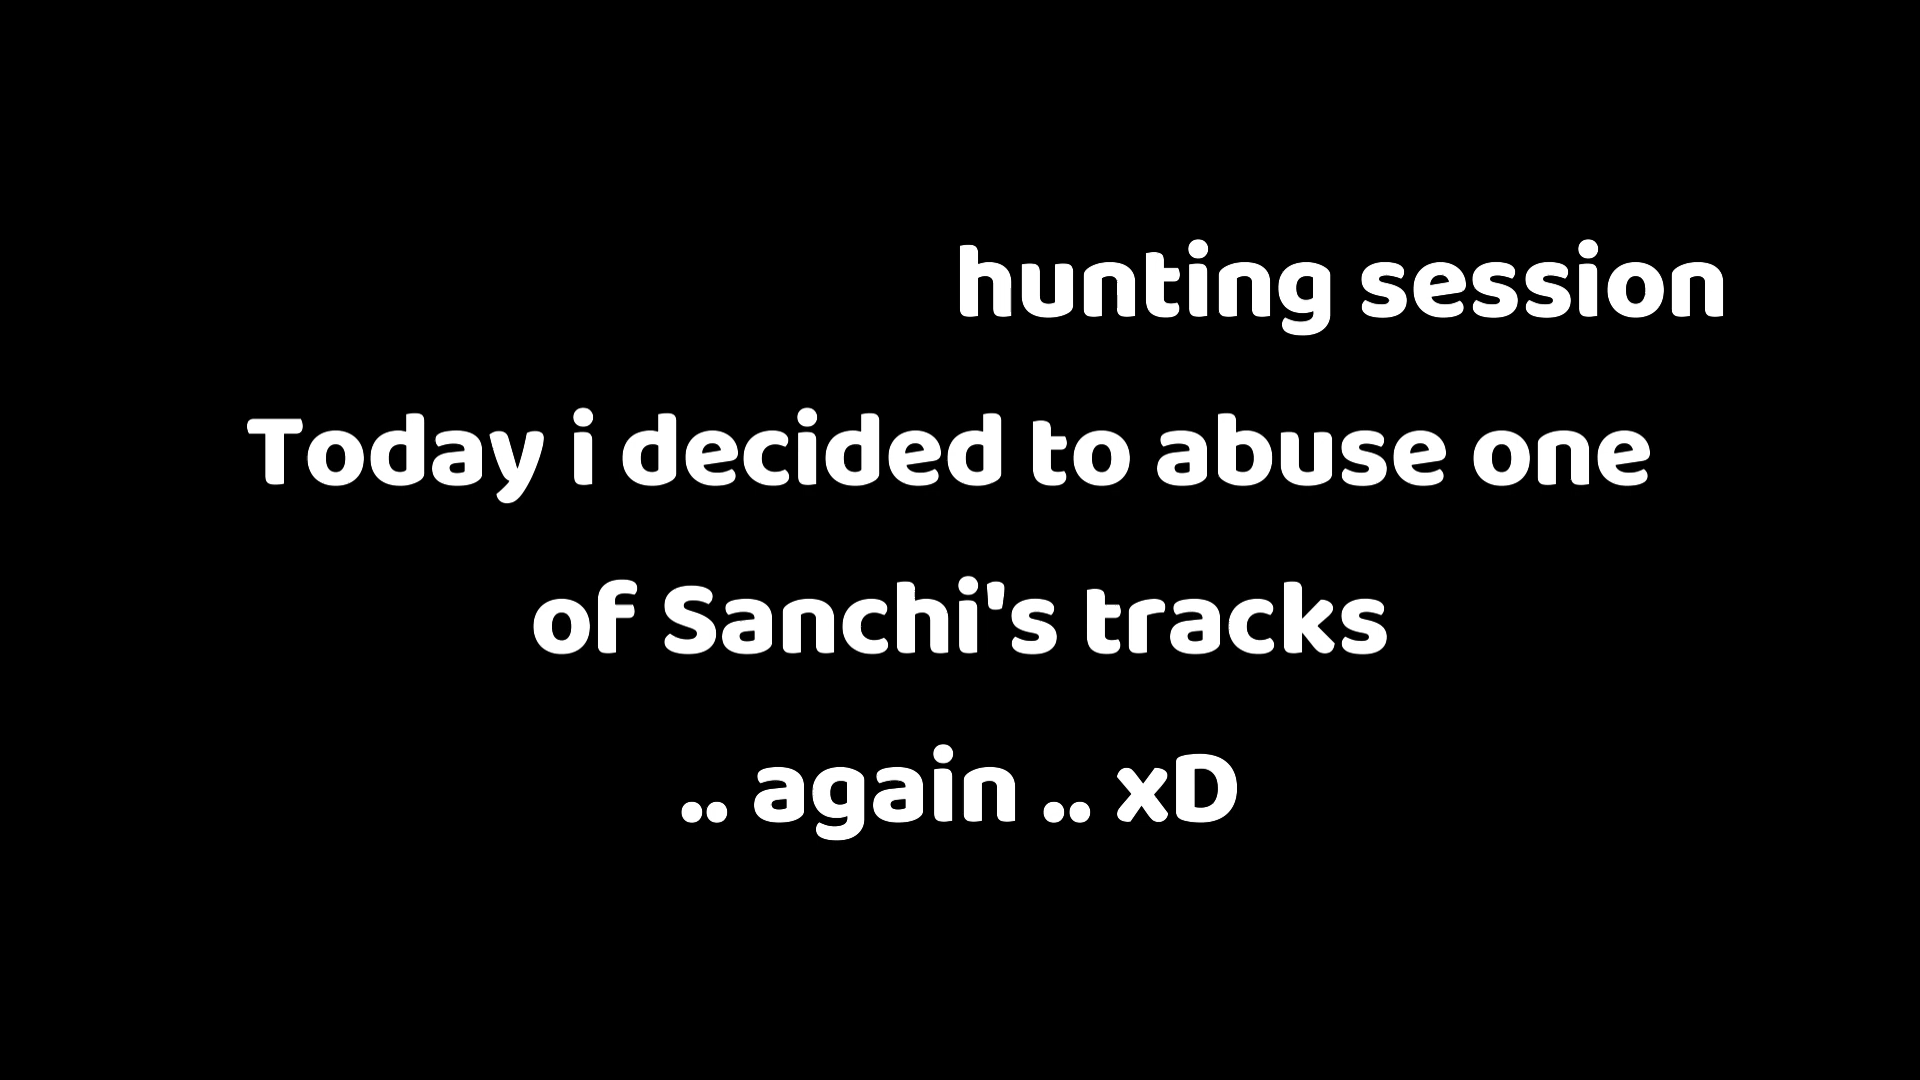 hunting session
Today i decided to abuse one
of Sanchi's tracks
.. again .. xD